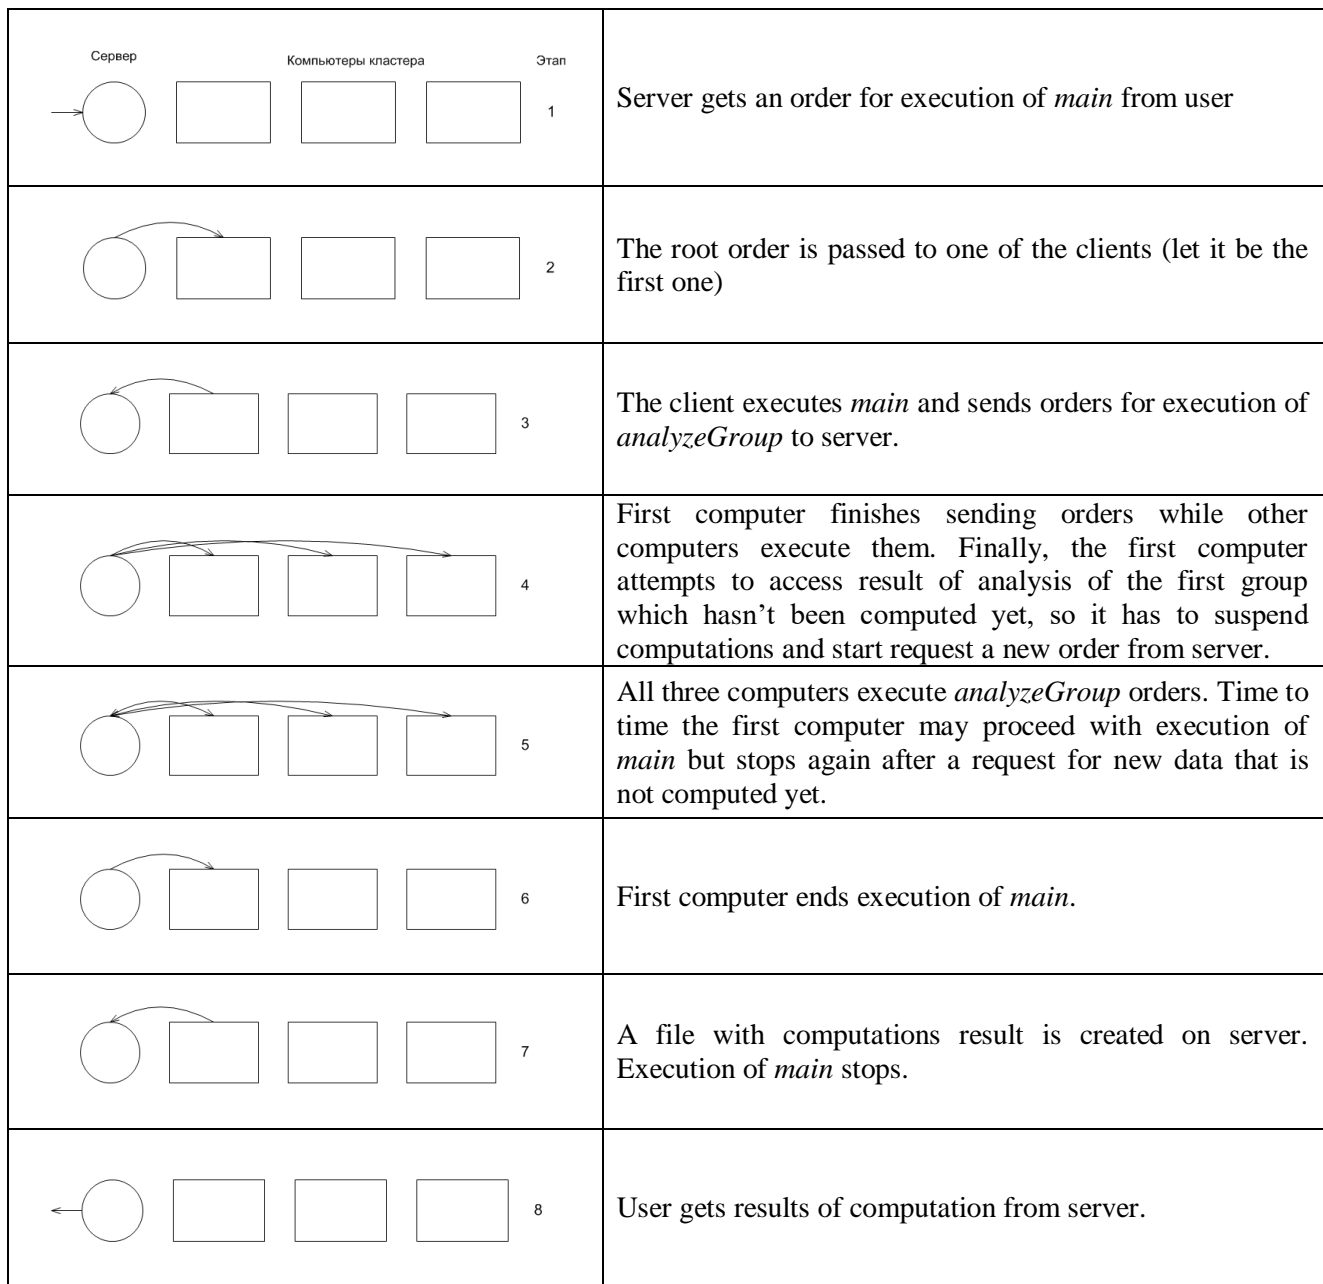 Сервер Компьютеры кластера Этап
1
Server gets an order for execution of main from user
2
The root order is passed to one of the clients (let it be the
first one)
3
The client executes main and sends orders for execution of
analyzeGroup to server.
4
First computer finishes sending orders while other
computers execute them. Finally, the first computer
attempts to access result of analysis of the first group
which hasn’t been computed yet, so it has to suspend
computations and start request a new order from server.
5
All three computers execute analyzeGroup orders. Time to
time the first computer may proceed with execution of
main but stops again after a request for new data that is
not computed yet.
6
First computer ends execution of main.
7
A file with computations result is created on server.
Execution of main stops.
8
User gets results of computation from server.